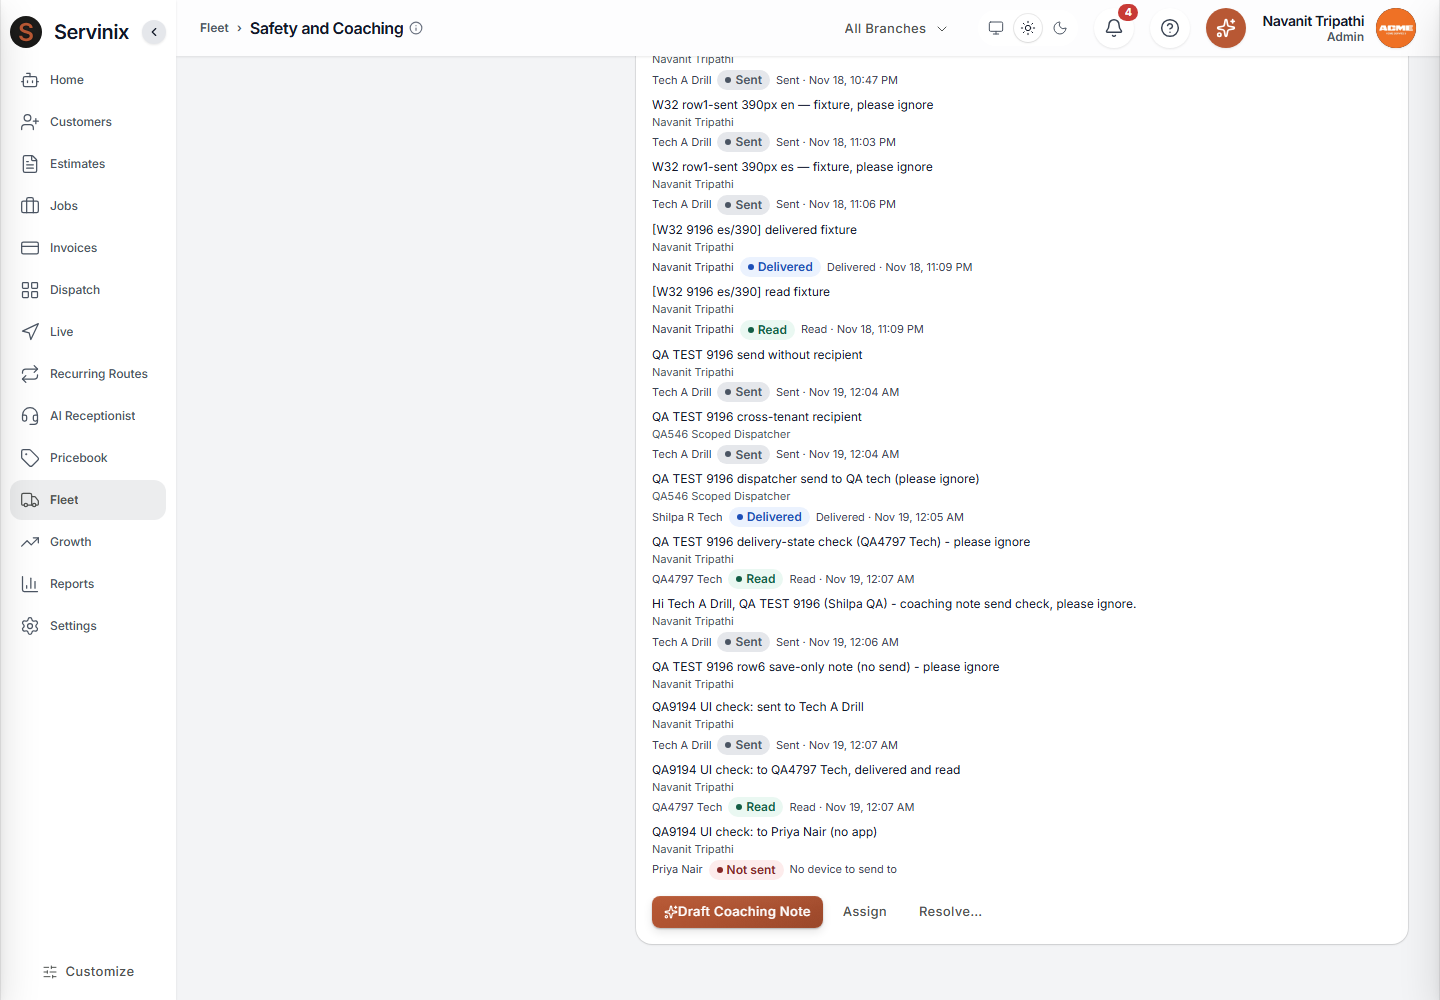 Servinix
Fleet › Safety and Coaching
All Branches
4
Navanit Tripathi
Admin
ACME
Home
Customers
Estimates
Jobs
Invoices
Dispatch
Live
Recurring Routes
AI Receptionist
Pricebook
Fleet
Growth
Reports
Settings
Customize
Navanit Tripathi
Tech A Drill Sent Sent · Nov 18, 10:47 PM
W32 row1-sent 390px en — fixture, please ignore
Navanit Tripathi
Tech A Drill Sent Sent · Nov 18, 11:03 PM
W32 row1-sent 390px es — fixture, please ignore
Navanit Tripathi
Tech A Drill Sent Sent · Nov 18, 11:06 PM
[W32 9196 es/390] delivered fixture
Navanit Tripathi
Navanit Tripathi Delivered Delivered · Nov 18, 11:09 PM
[W32 9196 es/390] read fixture
Navanit Tripathi
Navanit Tripathi Read Read · Nov 18, 11:09 PM
QA TEST 9196 send without recipient
Navanit Tripathi
Tech A Drill Sent Sent · Nov 19, 12:04 AM
QA TEST 9196 cross-tenant recipient
QA546 Scoped Dispatcher
Tech A Drill Sent Sent · Nov 19, 12:04 AM
QA TEST 9196 dispatcher send to QA tech (please ignore)
QA546 Scoped Dispatcher
Shilpa R Tech Delivered Delivered · Nov 19, 12:05 AM
QA TEST 9196 delivery-state check (QA4797 Tech) - please ignore
Navanit Tripathi
QA4797 Tech Read Read · Nov 19, 12:07 AM
Hi Tech A Drill, QA TEST 9196 (Shilpa QA) - coaching note send check, please ignore.
Navanit Tripathi
Tech A Drill Sent Sent · Nov 19, 12:06 AM
QA TEST 9196 row6 save-only note (no send) - please ignore
Navanit Tripathi
QA9194 UI check: sent to Tech A Drill
Navanit Tripathi
Tech A Drill Sent Sent · Nov 19, 12:07 AM
QA9194 UI check: to QA4797 Tech, delivered and read
Navanit Tripathi
QA4797 Tech Read Read · Nov 19, 12:07 AM
QA9194 UI check: to Priya Nair (no app)
Navanit Tripathi
Priya Nair Not sent No device to send to
Draft Coaching Note Assign Resolve...